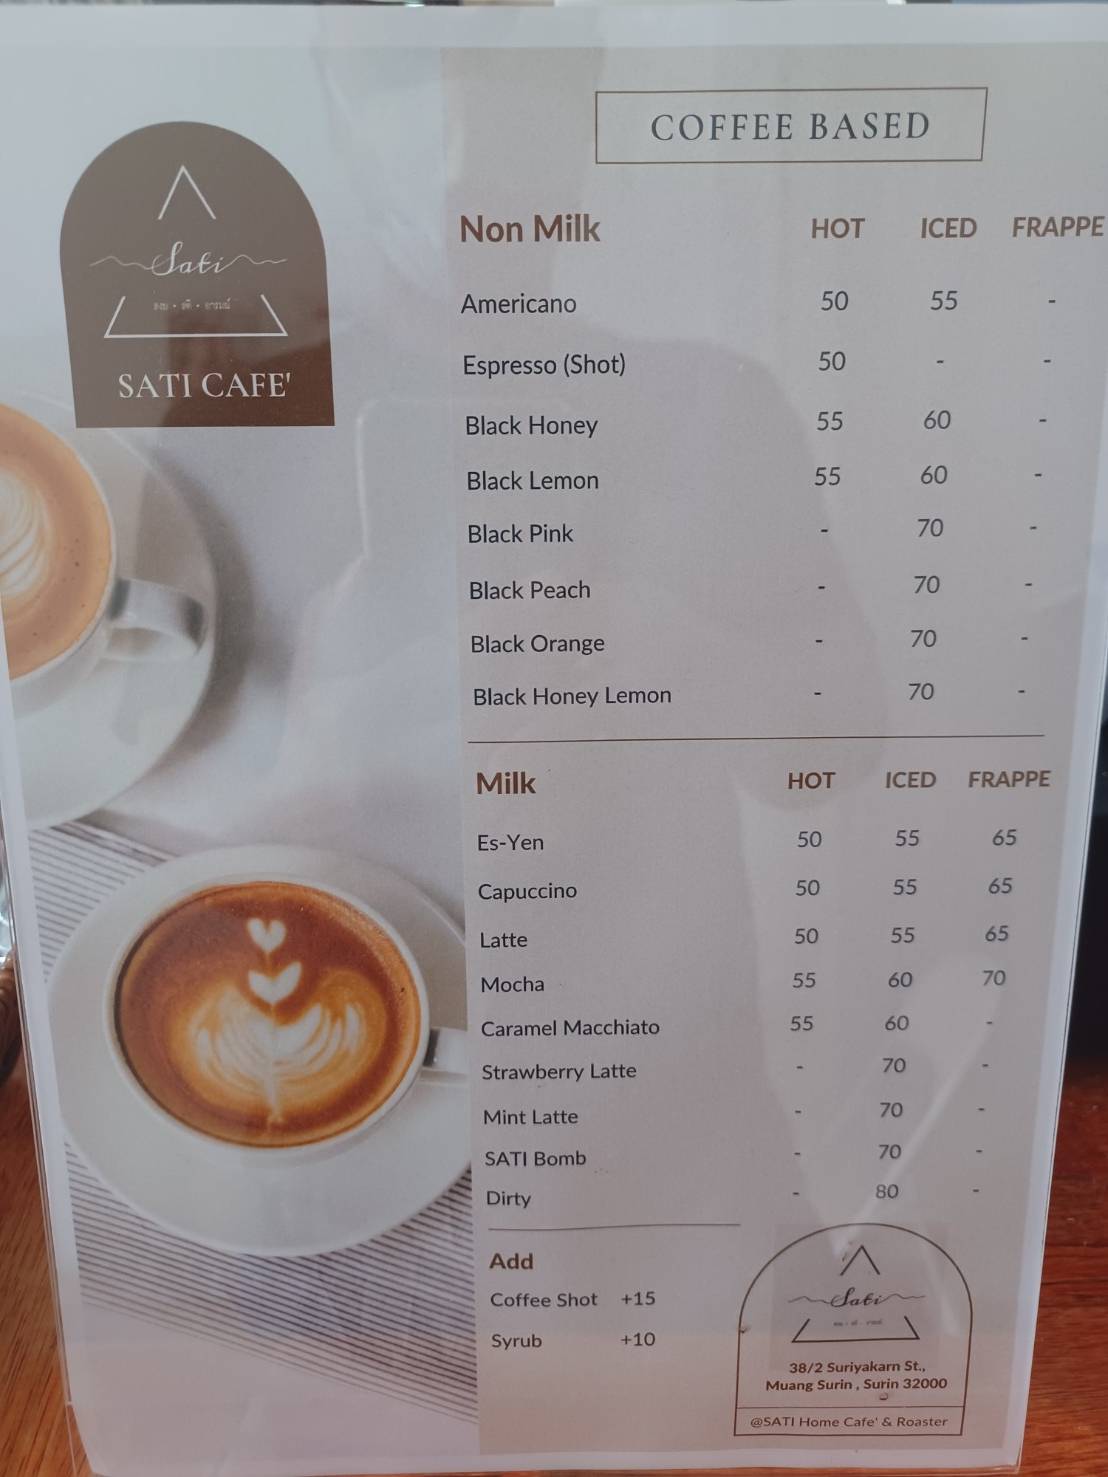 Sati
SATI CAFE'
COFFEE BASED
Non Milk HOT ICED FRAPPE
Americano 50 55 -
Espresso (Shot) 50 - -
Black Honey 55 60 -
Black Lemon 55 60 -
Black Pink - 70 -
Black Peach - 70 -
Black Orange - 70 -
Black Honey Lemon - 70 -
Milk HOT ICED FRAPPE
Es-Yen 50 55 65
Capuccino 50 55 65
Latte 50 55 65
Mocha 55 60 70
Caramel Macchiato 55 60 -
Strawberry Latte - 70 -
Mint Latte - 70 -
SATI Bomb - 70 -
Dirty - 80 -
Add
Coffee Shot +15
Syrub +10
Sati
38/2 Suriyakarn St.,
Muang Surin , Surin 32000
@SATI Home Cafe' & Roaster